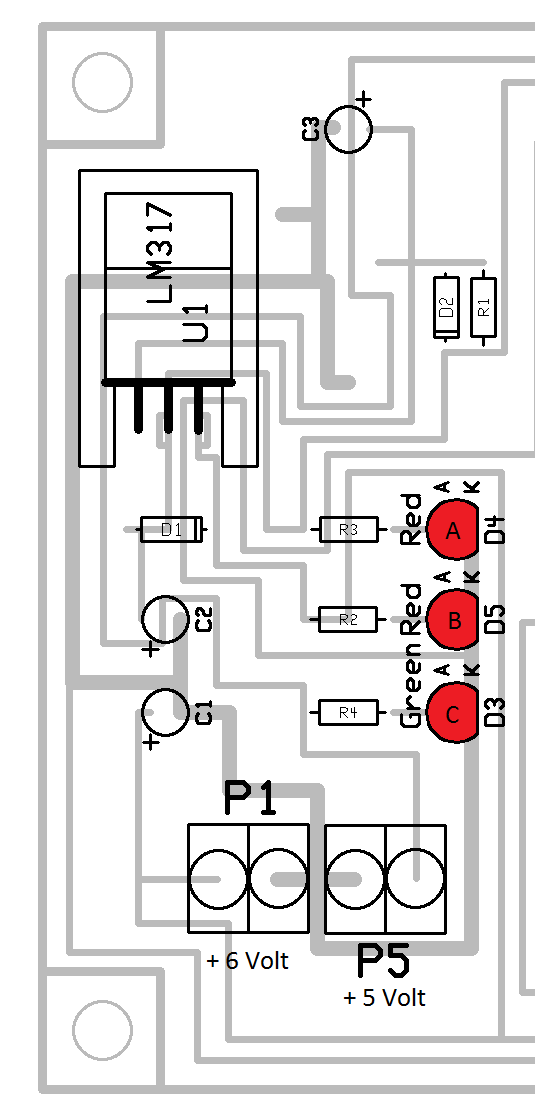 C3
+
LM317
U1
D2
R1
A
K
Red
D1
R3
A
D4
A
K
Red
C2
+
R2
B
D5
A
K
Green
C1
+
R4
C
D3
P1
+ 6 Volt
P5
+ 5 Volt